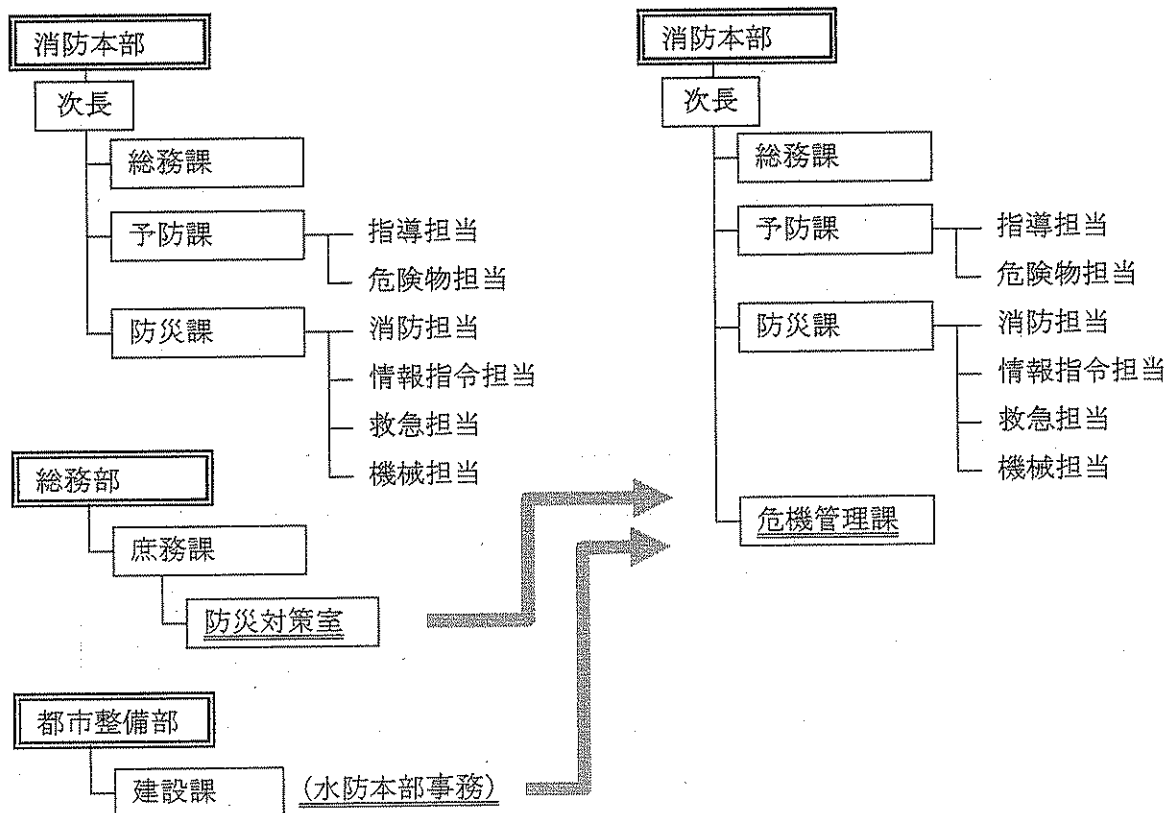 消防本部
次長
総務課
予防課
指導担当
危険物担当
防災課
消防担当
情報指令担当
救急担当
機械担当
総務部
庶務課
防災対策室
都市整備部
建設課 (水防本部事務)
消防本部
次長
総務課
予防課
指導担当
危険物担当
防災課
消防担当
情報指令担当
救急担当
機械担当
危機管理課